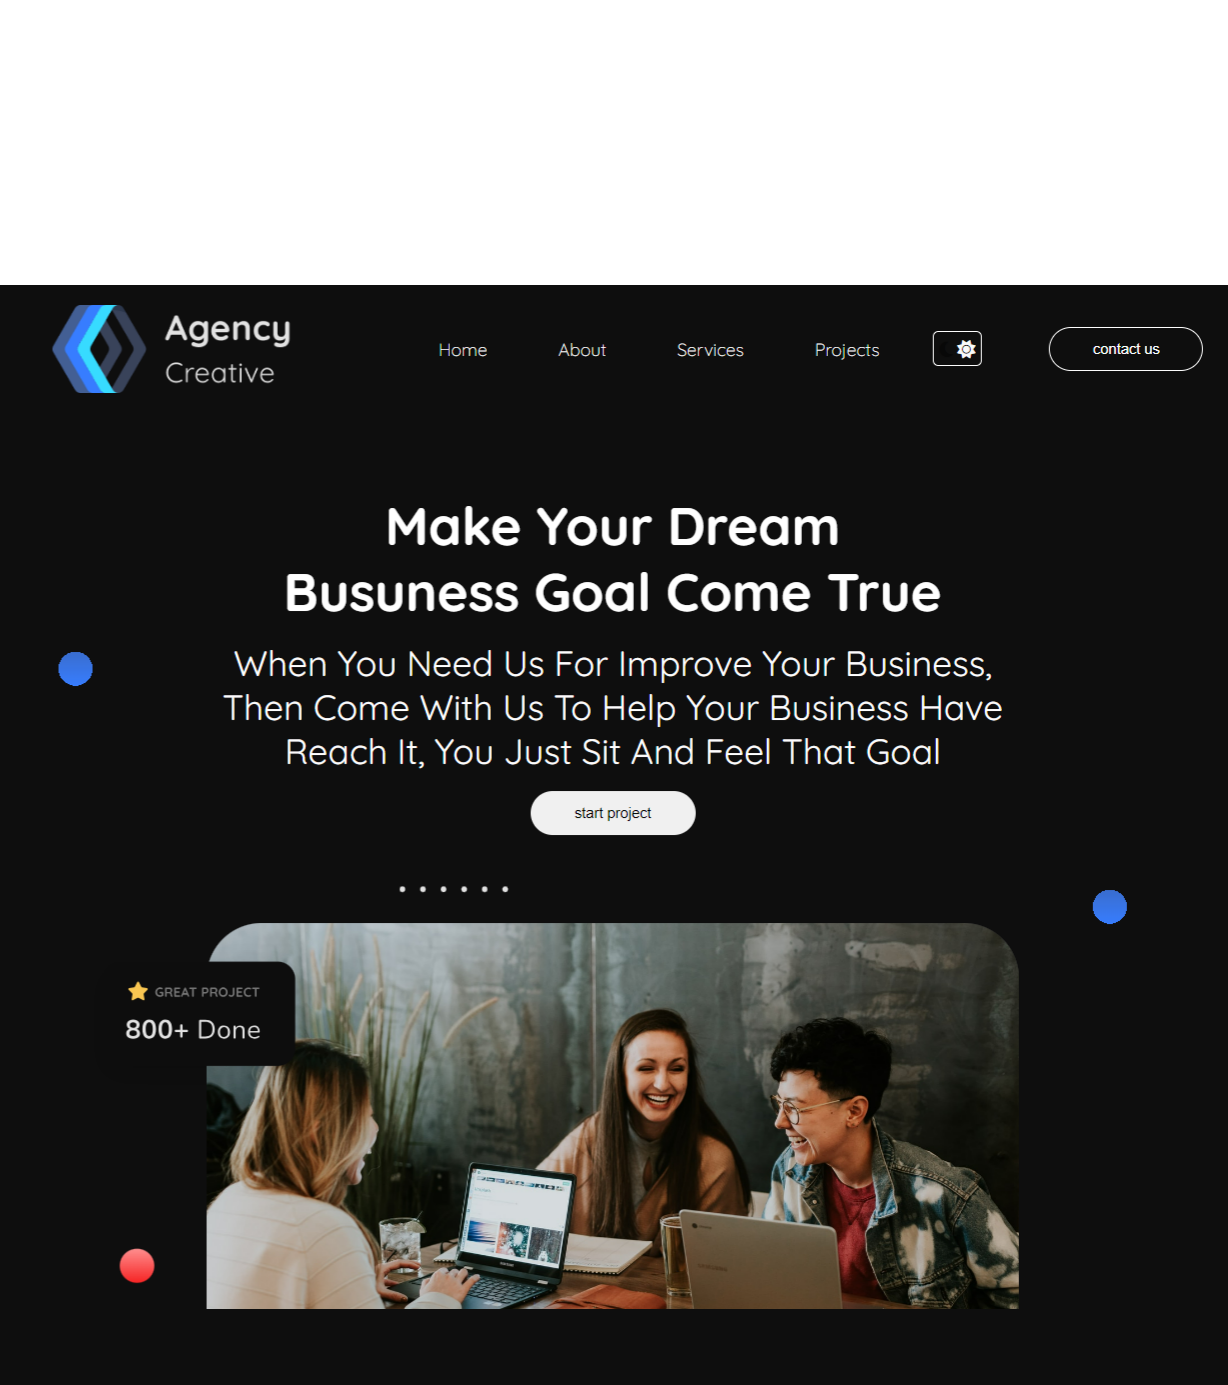 Agency
Creative
Home
About
Services
Projects
contact us
Make Your Dream
Busuness Goal Come True
When You Need Us For Improve Your Business,
Then Come With Us To Help Your Business Have
Reach It, You Just Sit And Feel That Goal
start project
GREAT PROJECT
800+ Done
SAMSUNG